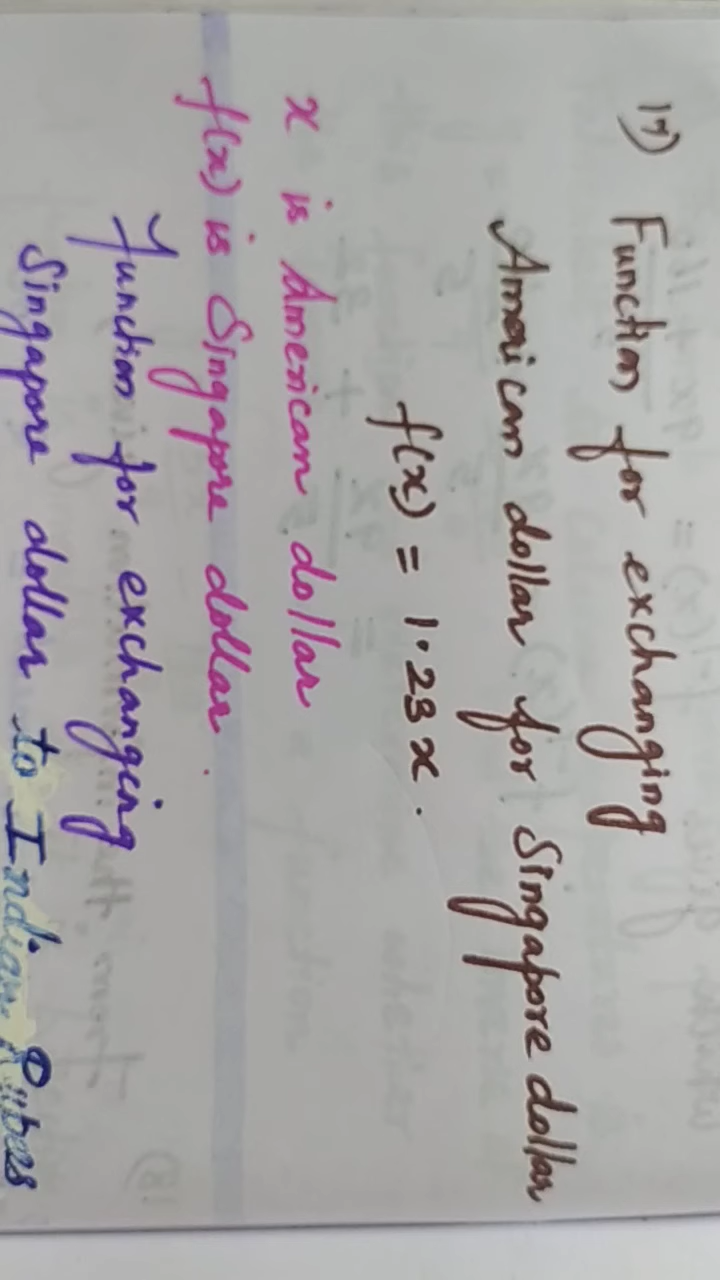 17) Function for exchanging
American dollar for Singapore dollar
f(x) = 1.23x.
x is American dollar
f(x) is Singapore dollar.
Function for exchanging
Singapore dollar to Indian Rubees